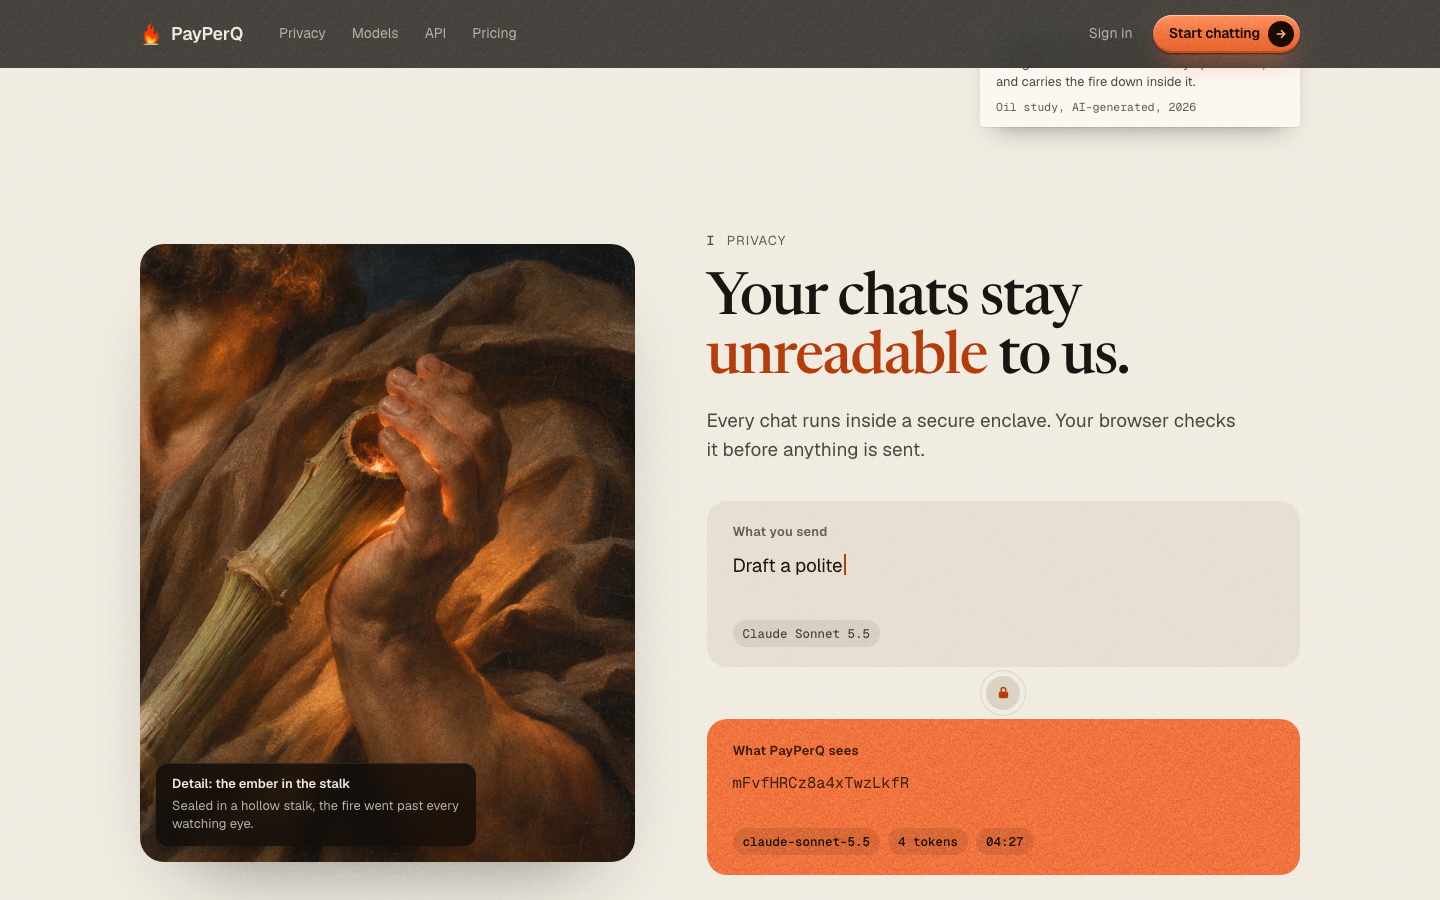 PayPerQ
Privacy
Models
API
Pricing
Sign in
Start chatting
and carries the fire down inside it.
Oil study, AI-generated, 2026
I PRIVACY
Your chats stay
unreadable to us.
Every chat runs inside a secure enclave. Your browser checks
it before anything is sent.
What you send
Draft a polite
Claude Sonnet 5.5
What PayPerQ sees
mFvfHRCz8a4xTwzLkfR
claude-sonnet-5.5
4 tokens
04:27
Detail: the ember in the stalk
Sealed in a hollow stalk, the fire went past every
watching eye.